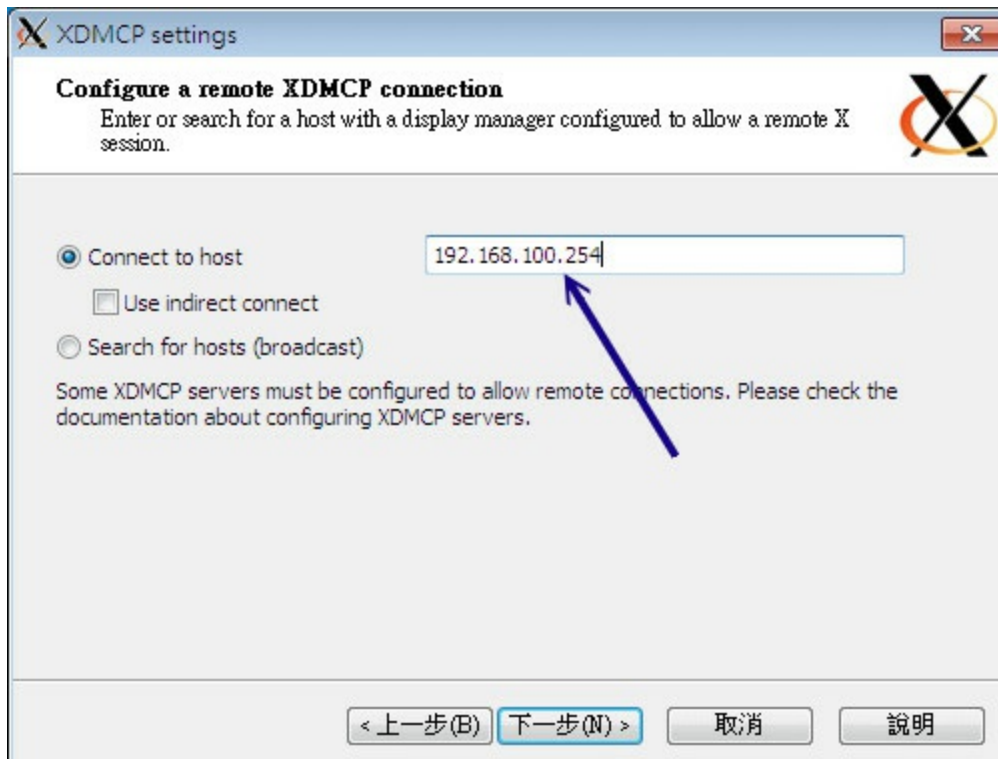 XDMCP settings
Configure a remote XDMCP connection
Enter or search for a host with a display manager configured to allow a remote X
session.
Connect to host 192.168.100.254
Use indirect connect
Search for hosts (broadcast)
Some XDMCP servers must be configured to allow remote connections. Please check the
documentation about configuring XDMCP servers.
<上一步(B) 下一步(N) > 取消 說明